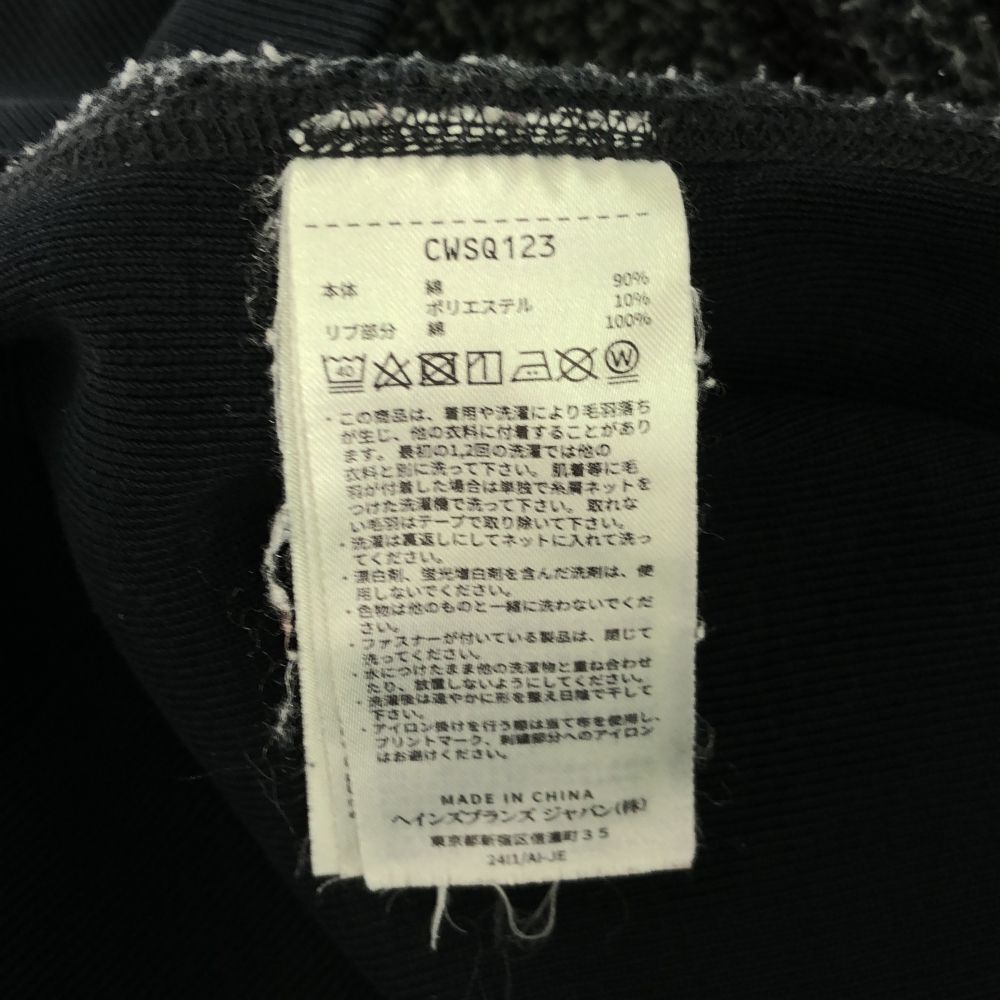 CWSQ123
本体 綿 90%
ポリエステル 10%
リブ部分 綿 100%
40
W
・この商品は、着用や洗濯により毛羽落ち
が生じ、他の衣料に付着することがあり
ます。最初の1,2回の洗濯では他の
衣料と別に洗って下さい。肌着等に毛
羽が付着した場合は単独で糸屑ネットを
つけた洗濯機で洗って下さい。取れな
い毛羽はテープで取り除いて下さい。
・洗濯は裏返しにしてネットに入れて洗っ
てください。
・漂白剤、蛍光増白剤を含んだ洗剤は、使
用しないでください。
・色物は他のものと一緒に洗わないでくだ
さい。
・ファスナーが付いている製品は、閉じて
洗ってください。
・水につけたまま他の洗濯物と重ね合わせ
たり、放置しないようにしてください。
・洗濯後は速やかに形を整え日陰で干して
下さい。
・アイロン掛けを行う際は当て布を使用し、
プリントマーク、刺繍部分へのアイロン
はお避けください。
MADE IN CHINA
ヘインズブランズ ジャパン(株)
東京都新宿区信濃町35
24I1/AI-JE